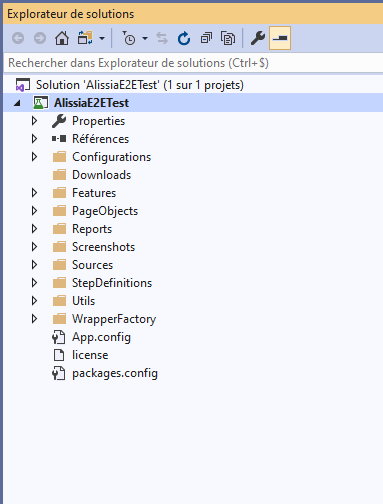 Explorateur de solutions
Rechercher dans Explorateur de solutions (Ctrl+$)
Solution 'AlissiaE2ETest' (1 sur 1 projets)
AlissiaE2ETest
Properties
Références
Configurations
Downloads
Features
PageObjects
Reports
Screenshots
Sources
StepDefinitions
Utils
WrapperFactory
App.config
license
packages.config